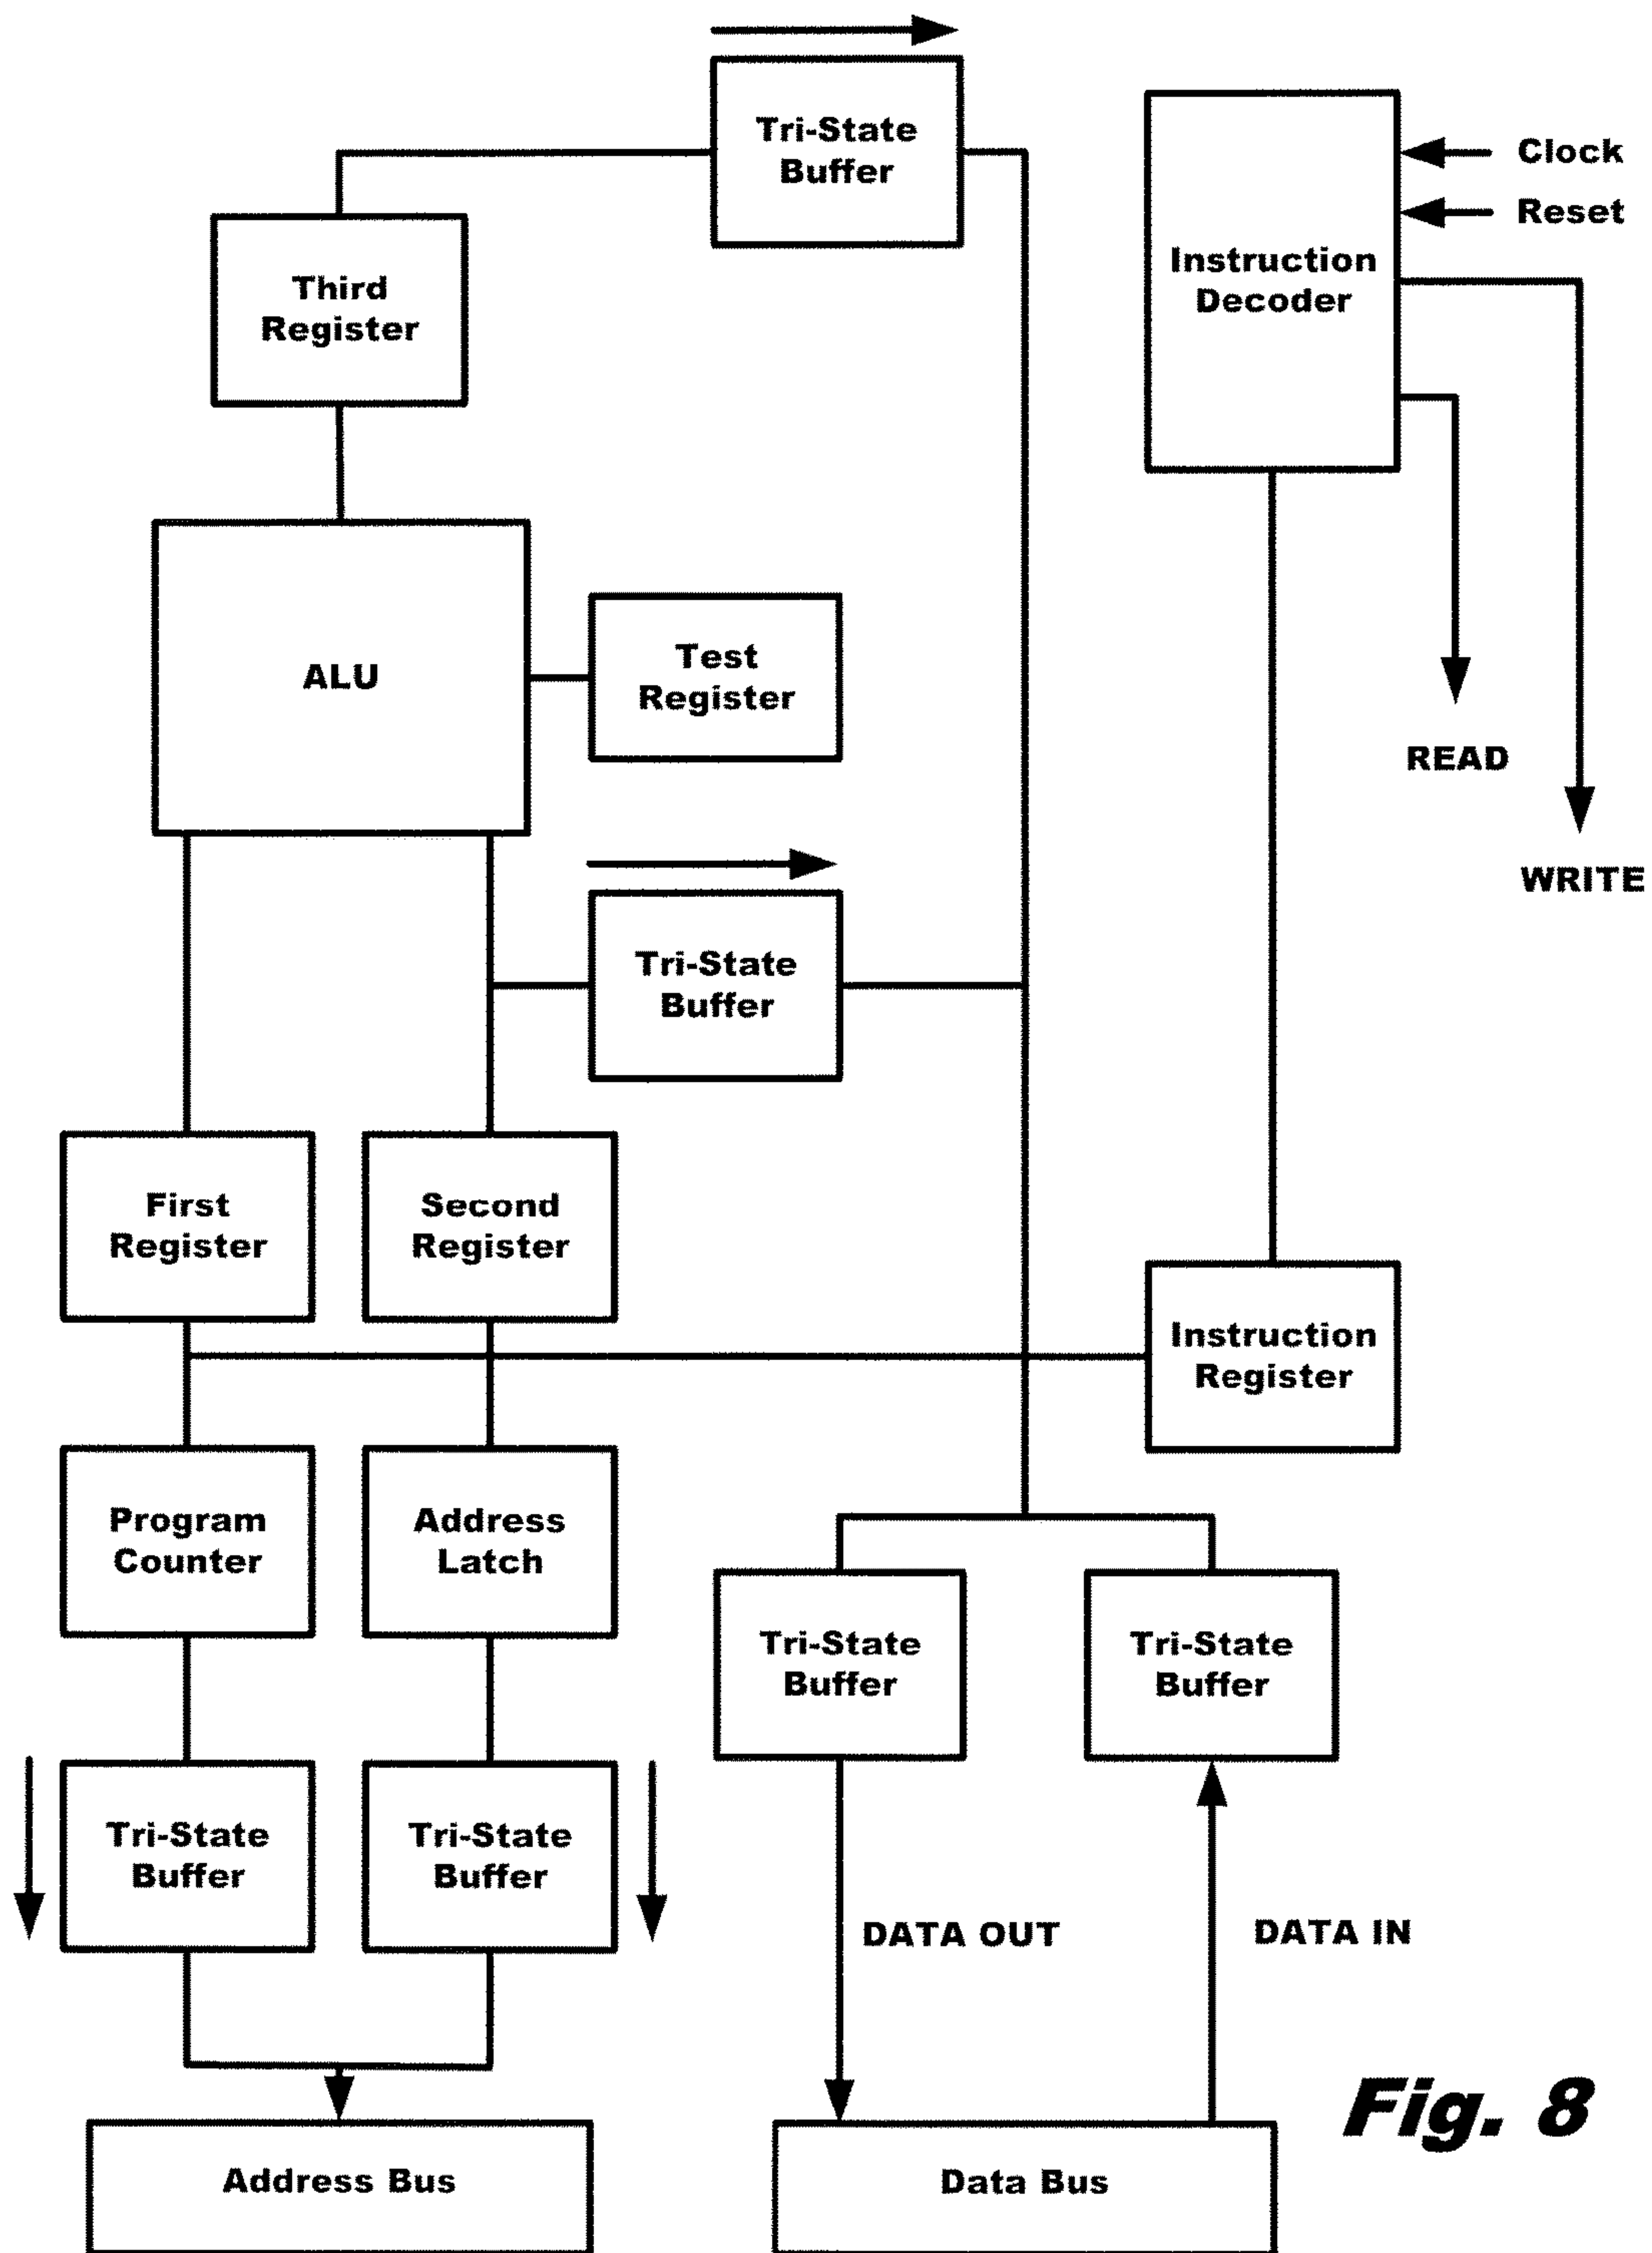 Tri-State
Buffer
Clock
Reset
Instruction
Decoder
Third
Register
ALU
Test
Register
READ
WRITE
Tri-State
Buffer
First
Register
Second
Register
Instruction
Register
Program
Counter
Address
Latch
Tri-State
Buffer
Tri-State
Buffer
Tri-State
Buffer
Tri-State
Buffer
DATA OUT
DATA IN
Address Bus
Data Bus
Fig. 8